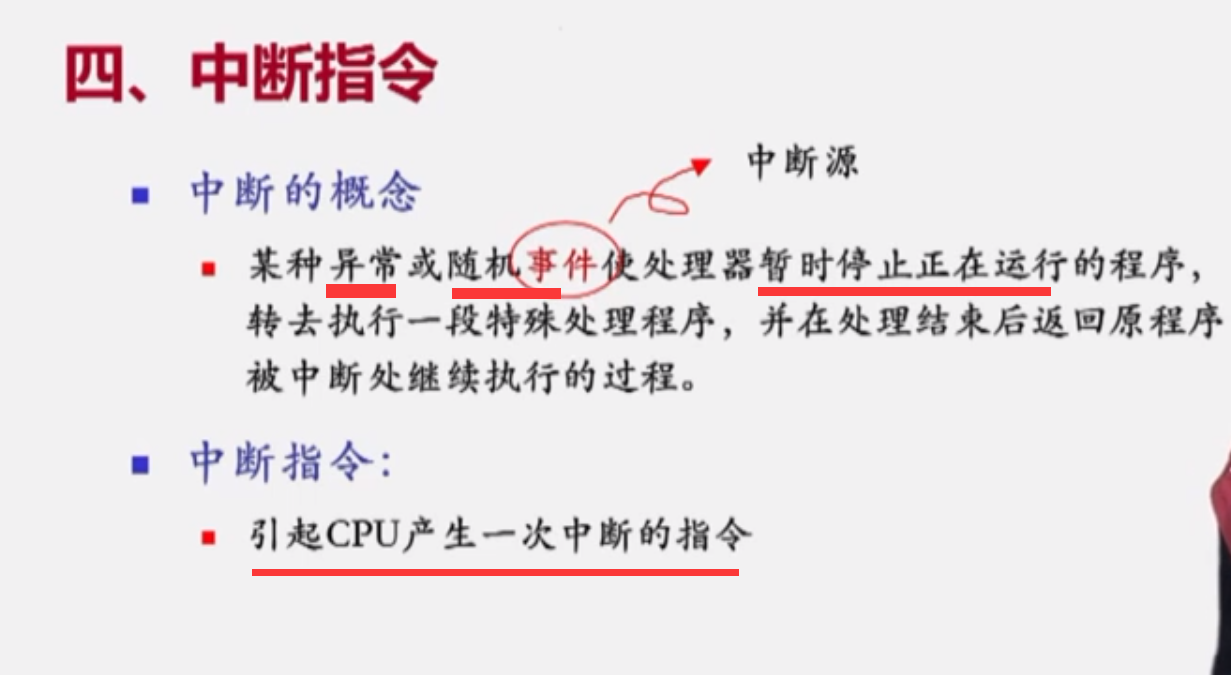 四、中断指令
中断源
中断的概念
某种异常或随机事件使处理器暂时停止正在运行的程序，
转去执行一段特殊处理程序，并在处理结束后返回原程序
被中断处继续执行的过程。
中断指令：
引起CPU产生一次中断的指令